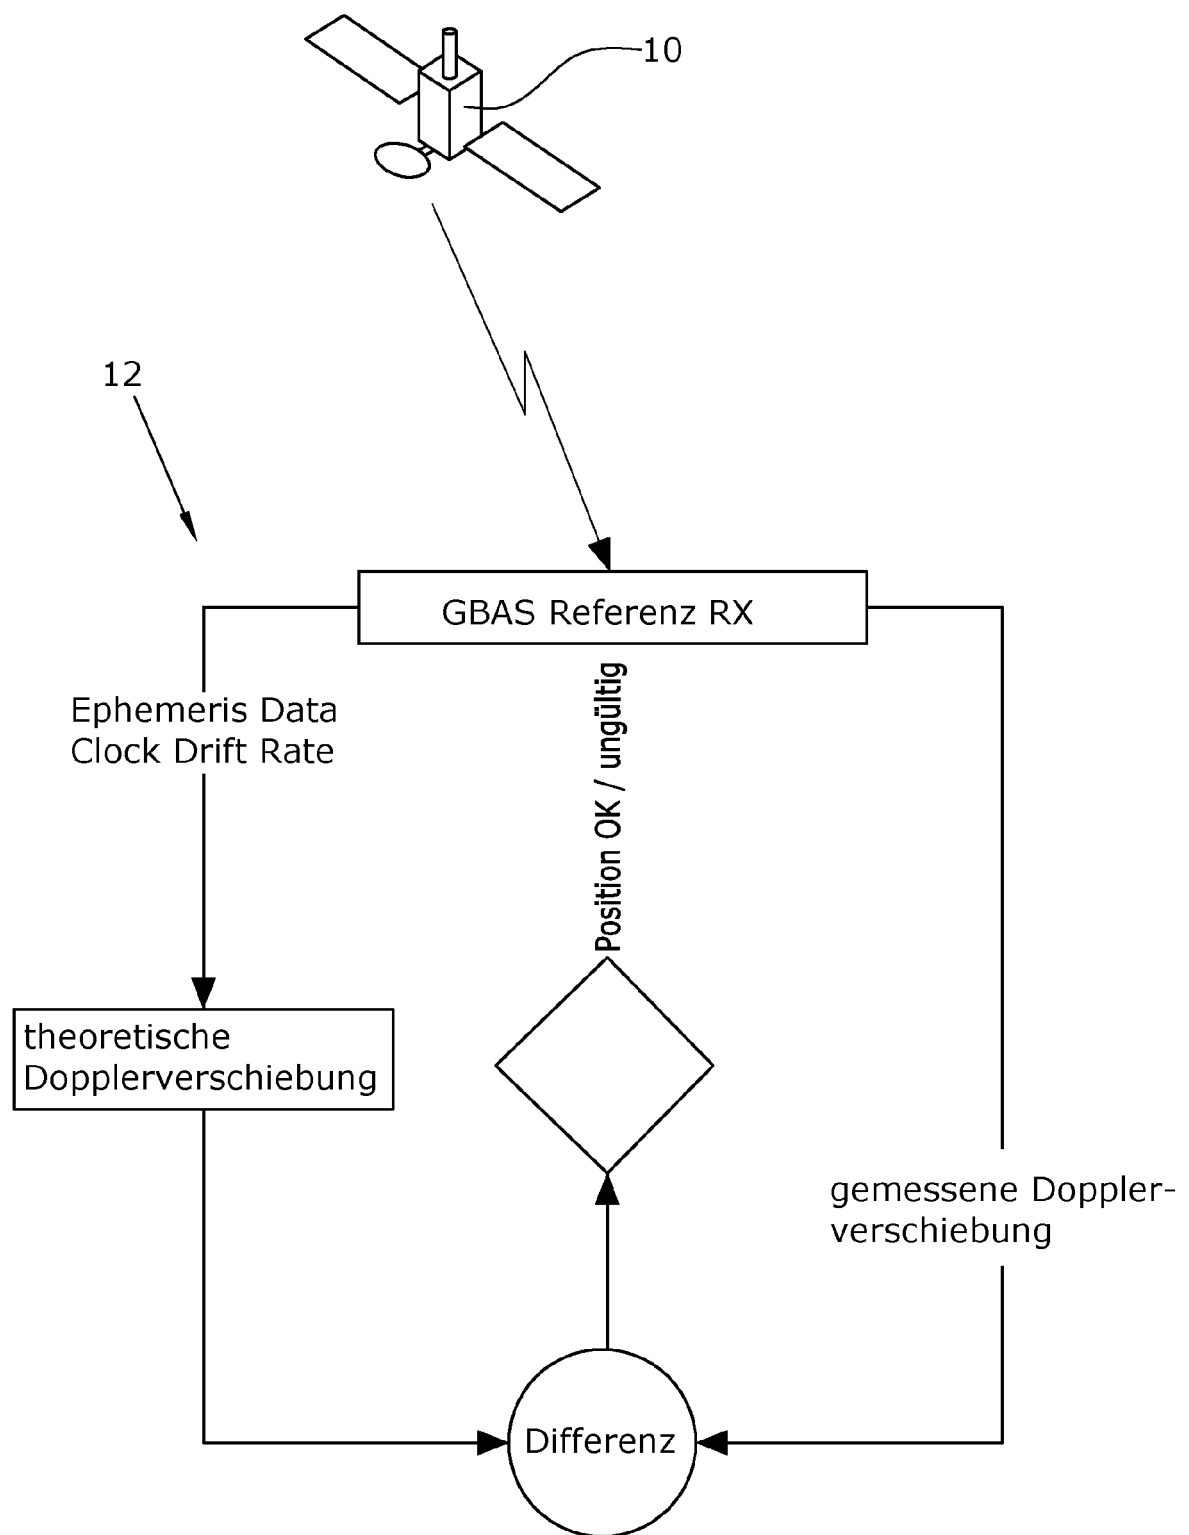 10
12
GBAS Referenz RX
Ephemeris Data
Clock Drift Rate
Position OK / ungültig
theoretische
Dopplerverschiebung
gemessene Doppler-
verschiebung
Differenz